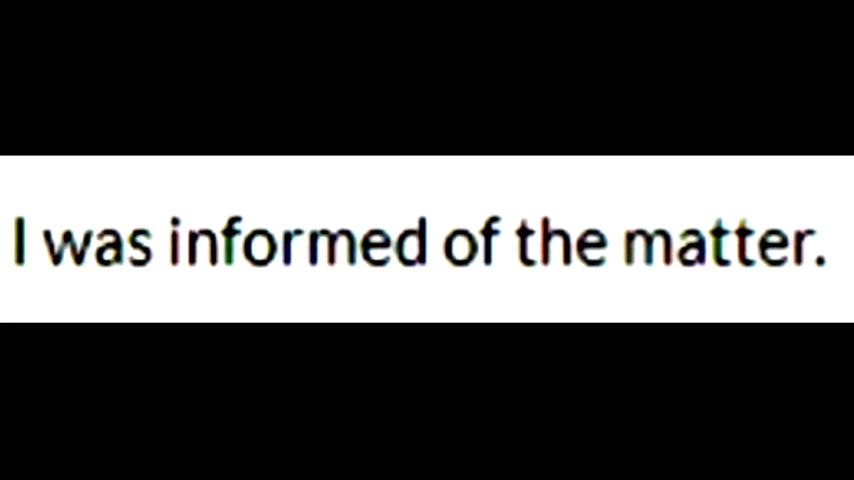 I was informed of the matter.